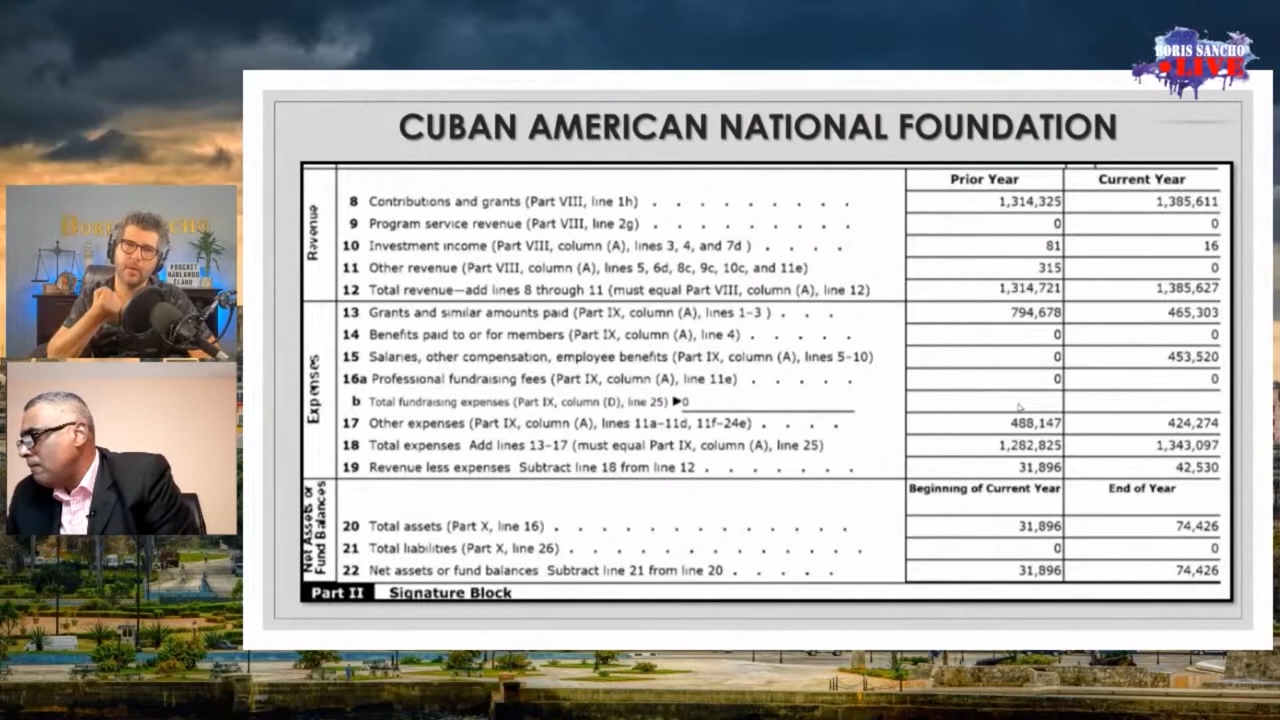 BORIS SANCHO
LIVE
CUBAN AMERICAN NATIONAL FOUNDATION
Prior Year Current Year
Revenue
8 Contributions and grants (Part VIII, line 1h) . . . . . . . . . 1,314,325 1,385,611
9 Program service revenue (Part VIII, line 2g) . . . . . . . . . 0 0
10 Investment income (Part VIII, column (A), lines 3, 4, and 7d ) . . . . 81 16
11 Other revenue (Part VIII, column (A), lines 5, 6d, 8c, 9c, 10c, and 11e) 315 0
12 Total revenue—add lines 8 through 11 (must equal Part VIII, column (A), line 12) 1,314,721 1,385,627
Expenses
13 Grants and similar amounts paid (Part IX, column (A), lines 1–3 ) . . . 794,678 465,303
14 Benefits paid to or for members (Part IX, column (A), line 4) . . . . . 0 0
15 Salaries, other compensation, employee benefits (Part IX, column (A), lines 5–10) 0 453,520
16a Professional fundraising fees (Part IX, column (A), line 11e) . . . . . 0 0
b Total fundraising expenses (Part IX, column (D), line 25) ▶0
17 Other expenses (Part IX, column (A), lines 11a–11d, 11f–24e) . . . . 488,147 424,274
18 Total expenses Add lines 13–17 (must equal Part IX, column (A), line 25) 1,282,825 1,343,097
19 Revenue less expenses Subtract line 18 from line 12 . . . . . . . 31,896 42,530
Net Assets or Fund Balances
Beginning of Current Year End of Year
20 Total assets (Part X, line 16) . . . . . . . . . . . . 31,896 74,426
21 Total liabilities (Part X, line 26) . . . . . . . . . . . . 0 0
22 Net assets or fund balances Subtract line 21 from line 20 . . . . . 31,896 74,426
Part II Signature Block
PODCAST
HABLANDO
CLARO